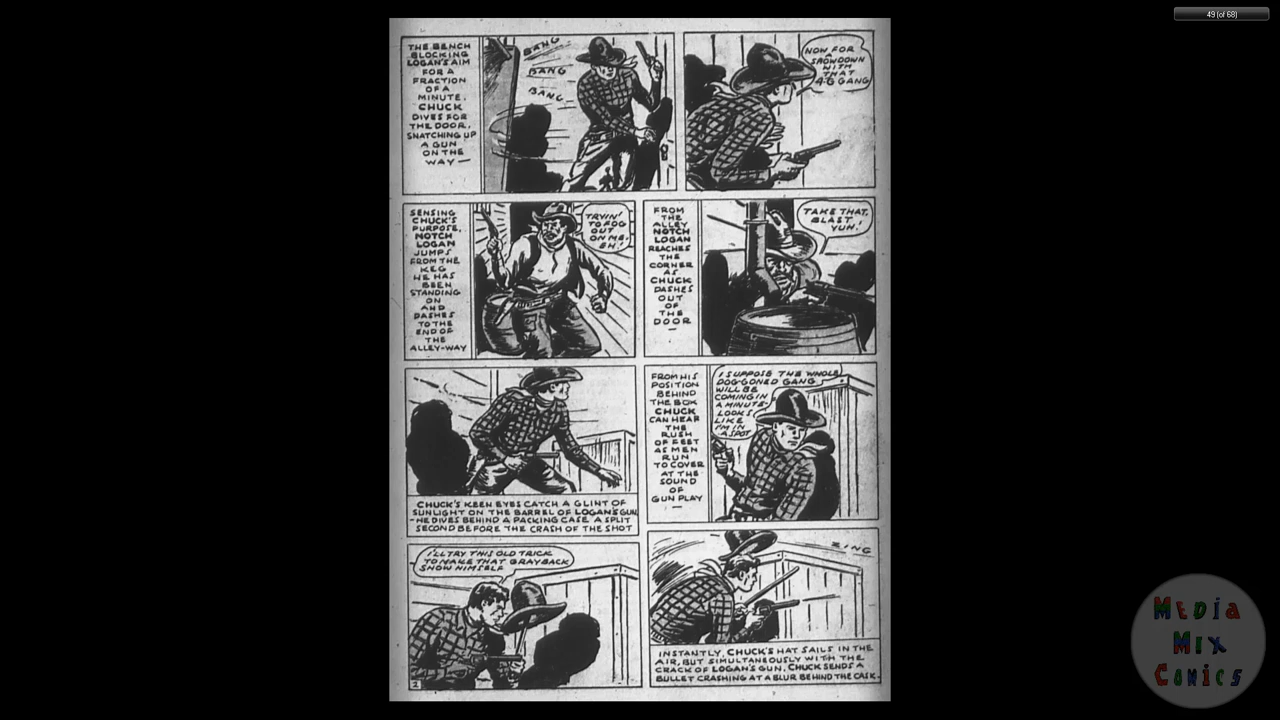 49 (of 68)
THE BENCH
BLOCKING
LOGAN'S AIM
FOR A
FRACTION
OF A
MINUTE,
CHUCK
DIVES FOR
THE DOOR,
SNATCHING UP
A GUN
ON THE
WAY—
BANG
BANG
BANG
NOW FOR
A
SHOWDOWN
WITH
THAT
4-G GANG
SENSING
CHUCK'S
PURPOSE,
NOTCH
LOGAN
JUMPS
FROM THE
KEG
HE HAS
BEEN
STANDING
ON
AND
DASHES
TO THE
END OF
THE
ALLEY-WAY
TRYIN'
TO FOG
OUT
ON ME-
EH!
FROM
THE
ALLEY
NOTCH
LOGAN
REACHES
THE
CORNER
AS
CHUCK
DASHES
OUT
OF
THE
DOOR
—
TAKE THAT,
BLAST
YUH!
CHUCK'S KEEN EYES CATCH A GLINT OF
SUNLIGHT ON THE BARREL OF LOGAN'S GUN
-HE DIVES BEHIND A PACKING CASE A SPLIT
SECOND BEFORE THE CRASH OF THE SHOT
FROM HIS
POSITION
BEHIND
THE BOX
CHUCK
CAN HEAR
THE
RUSH
OF FEET
AS MEN
RUN
TO COVER
AT THE
SOUND
OF
GUN PLAY
—
I SUPPOSE THE WHOLE
DOG-GONED GANG
WILL BE
COMING IN
A MINUTE-
LOOKS
LIKE
I'M IN
A SPOT
I'LL TRY THIS OLD TRICK
TO MAKE THAT GRAYBACK
SHOW HIMSELF
2
ZING
INSTANTLY, CHUCK'S HAT SAILS IN THE
AIR, BUT SIMULTANEOUSLY WITH THE
CRACK OF LOGAN'S GUN, CHUCK SENDS A
BULLET CRASHING AT A BLUR BEHIND THE CASK.
MEDiA
MiX
COMiCS